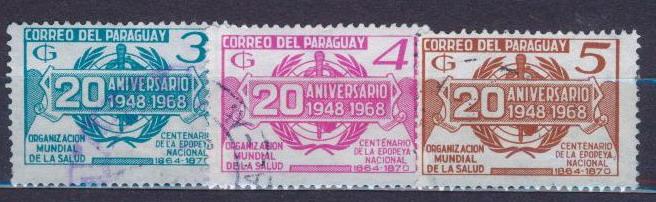 CORREO DEL PARAGUAY
₲ 3
20 ANIVERSARIO
1948-1968
ORGANIZACION
MUNDIAL
DE LA SALUD
CENTENARIO
DE LA EPOPEYA
NACIONAL
1864-1870
CORREO DEL PARAGUAY
₲ 4
20 ANIVERSARIO
1948-1968
ORGANIZACION
MUNDIAL
DE LA SALUD
CENTENARIO
DE LA EPOPEYA
NACIONAL
1864-1870
CORREO DEL PARAGUAY
₲ 5
20 ANIVERSARIO
1948-1968
ORGANIZACION
MUNDIAL
DE LA SALUD
CENTENARIO
DE LA EPOPEYA
NACIONAL
1864-1870